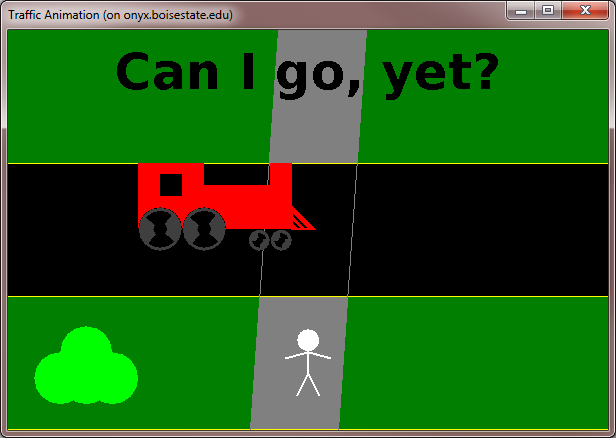 Traffic Animation (on onyx.boisestate.edu)
Can I go, yet?